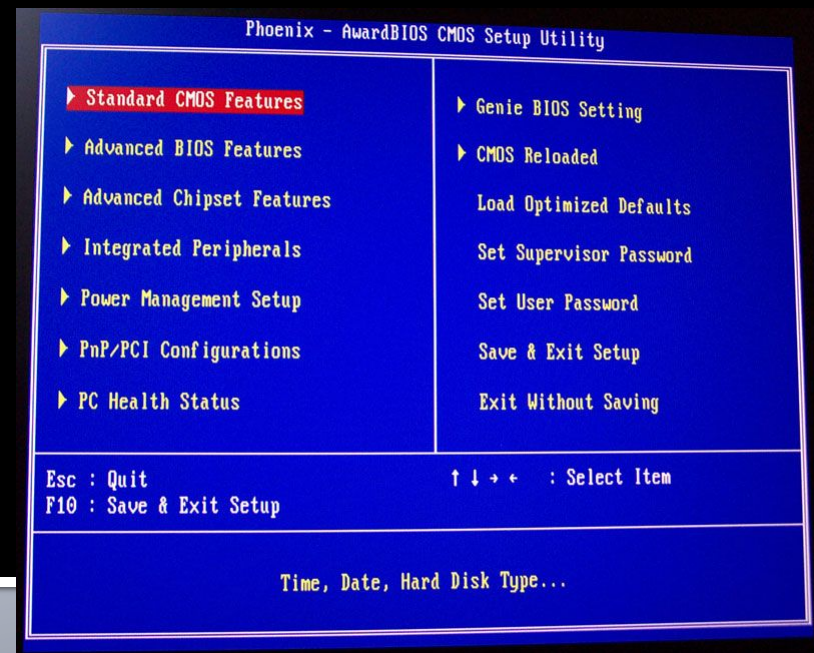 Phoenix - AwardBIOS CMOS Setup Utility
Standard CMOS Features
Advanced BIOS Features
Advanced Chipset Features
Integrated Peripherals
Power Management Setup
PnP/PCI Configurations
PC Health Status
Genie BIOS Setting
CMOS Reloaded
Load Optimized Defaults
Set Supervisor Password
Set User Password
Save & Exit Setup
Exit Without Saving
Esc : Quit
F10 : Save & Exit Setup
↑ ↓ → ← : Select Item
Time, Date, Hard Disk Type...